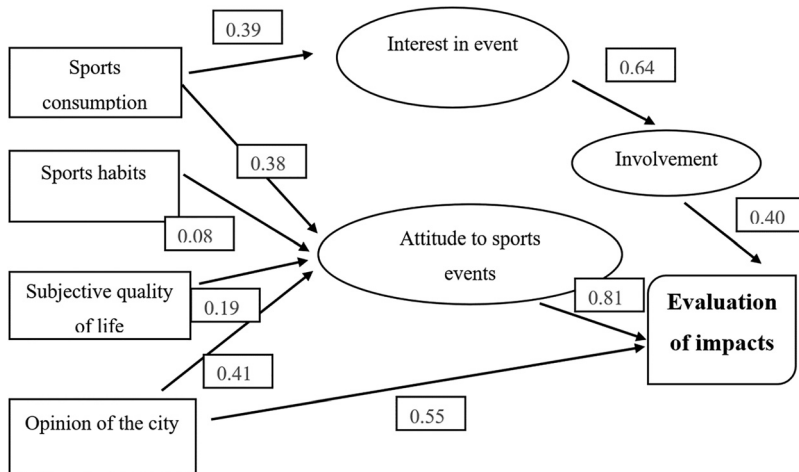 0.39
Interest in event
Sports
consumption
0.64
Involvement
0.38
Sports habits
0.08
0.40
Attitude to sports
events
Subjective quality
of life
0.19
0.81
Evaluation
of impacts
0.41
Opinion of the city
0.55